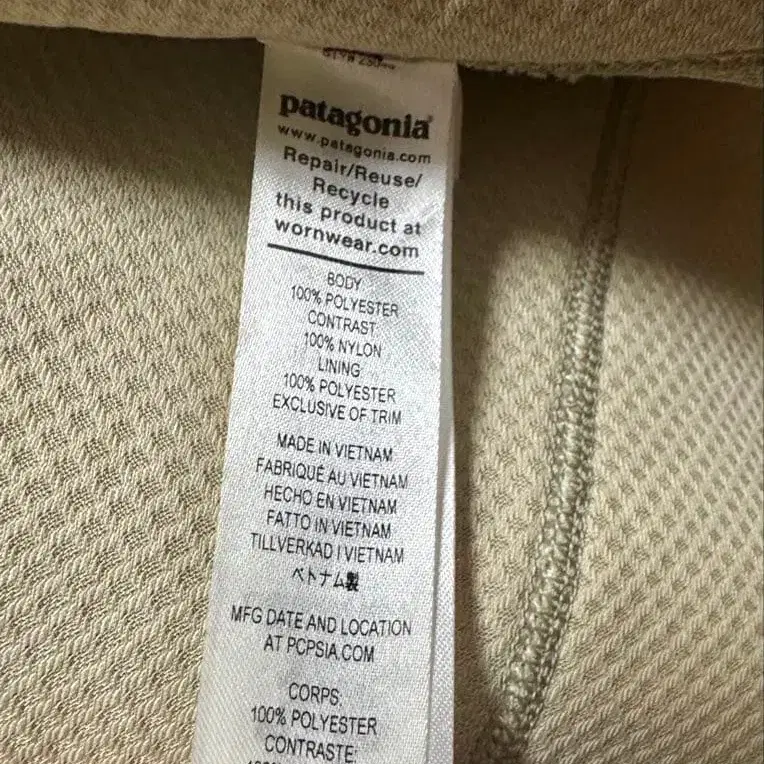 patagonia®
www.patagonia.com
Repair/Reuse/
Recycle
this product at
wornwear.com
BODY
100% POLYESTER
CONTRAST
100% NYLON
LINING:
100% POLYESTER
EXCLUSIVE OF TRIM
MADE IN VIETNAM
FABRIQUÉ AU VIETNAM
HECHO EN VIETNAM
FATTO IN VIETNAM
TILLVERKAD I VIETNAM
ベトナム製
MFG DATE AND LOCATION
AT PCPSIA.COM
CORPS:
100% POLYESTER
CONTRASTE: